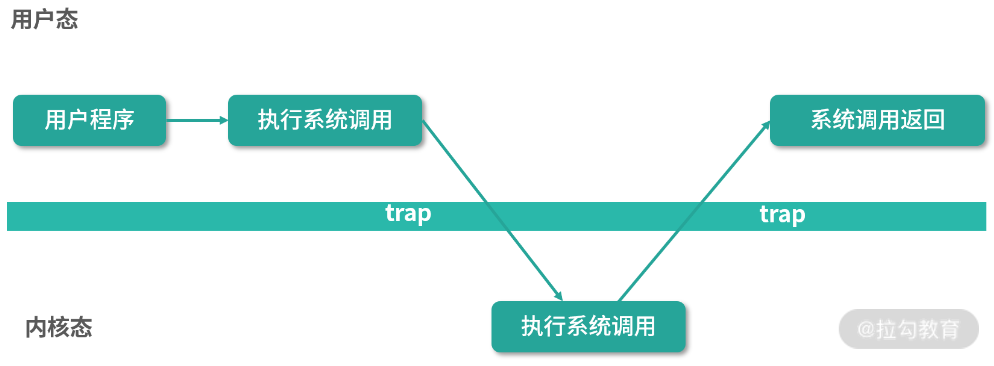 用户态
用户程序
执行系统调用
系统调用返回
trap
trap
内核态
执行系统调用
@拉勾教育